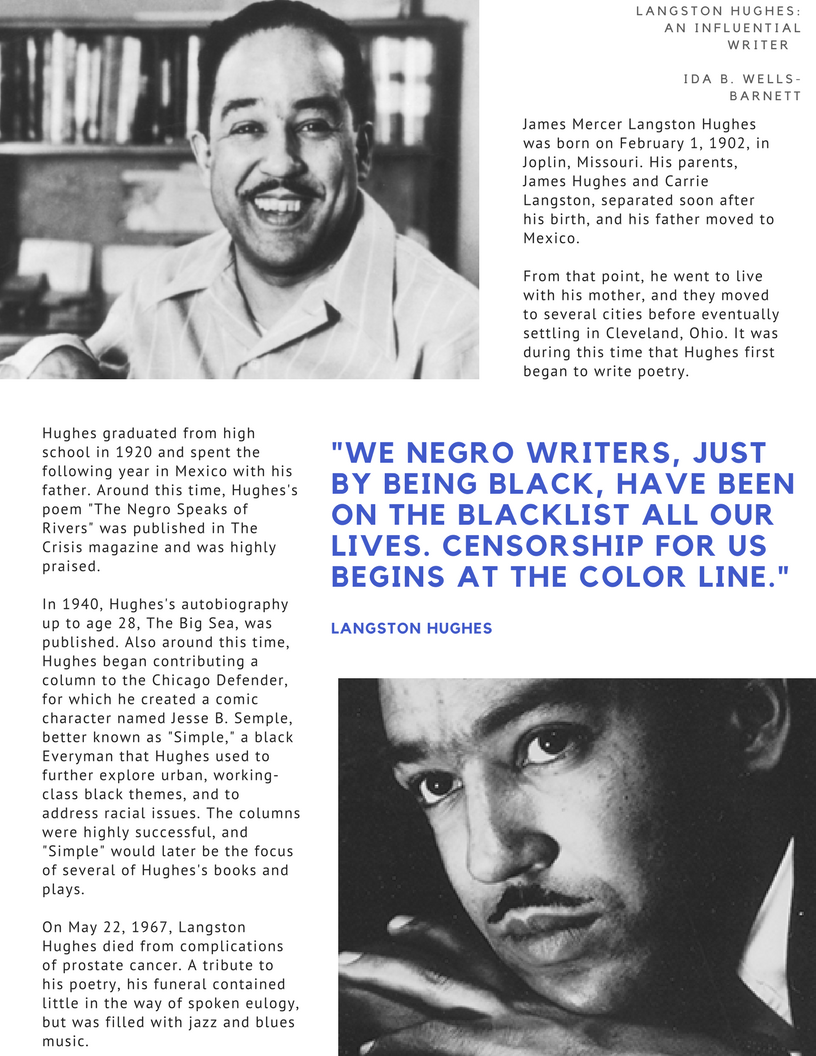 LANGSTON HUGHES:
AN INFLUENTIAL
WRITER
IDA B. WELLS-
BARNETT
James Mercer Langston Hughes
was born on February 1, 1902, in
Joplin, Missouri. His parents,
James Hughes and Carrie
Langston, separated soon after
his birth, and his father moved to
Mexico.
From that point, he went to live
with his mother, and they moved
to several cities before eventually
settling in Cleveland, Ohio. It was
during this time that Hughes first
began to write poetry.
Hughes graduated from high
school in 1920 and spent the
following year in Mexico with his
father. Around this time, Hughes's
poem "The Negro Speaks of
Rivers" was published in The
Crisis magazine and was highly
praised.
In 1940, Hughes's autobiography
up to age 28, The Big Sea, was
published. Also around this time,
Hughes began contributing a
column to the Chicago Defender,
for which he created a comic
character named Jesse B. Semple,
better known as "Simple," a black
Everyman that Hughes used to
further explore urban, working-
class black themes, and to
address racial issues. The columns
were highly successful, and
"Simple" would later be the focus
of several of Hughes's books and
plays.
On May 22, 1967, Langston
Hughes died from complications
of prostate cancer. A tribute to
his poetry, his funeral contained
little in the way of spoken eulogy,
but was filled with jazz and blues
music.
"WE NEGRO WRITERS, JUST
BY BEING BLACK, HAVE BEEN
ON THE BLACKLIST ALL OUR
LIVES. CENSORSHIP FOR US
BEGINS AT THE COLOR LINE."
LANGSTON HUGHES